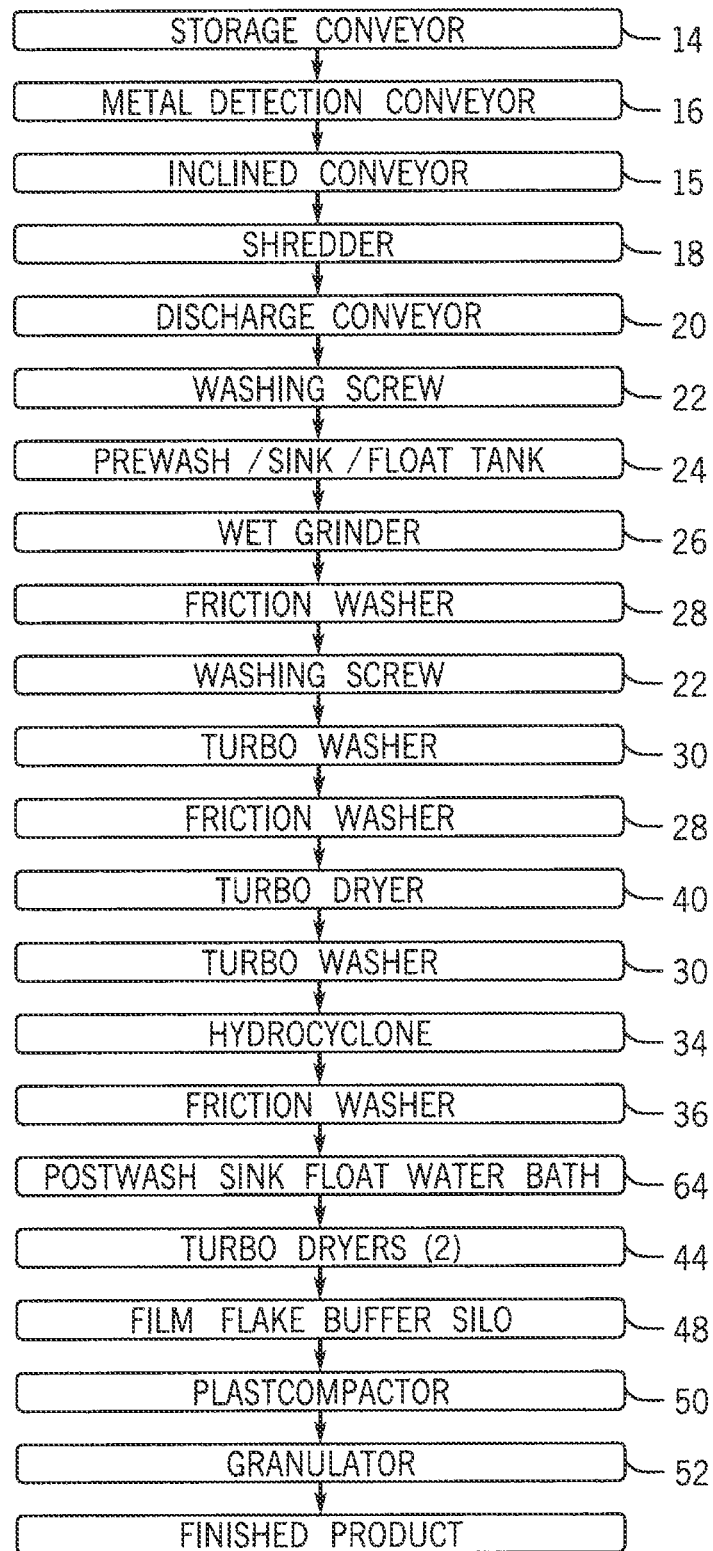 STORAGE CONVEYOR 14
METAL DETECTION CONVEYOR 16
INCLINED CONVEYOR 15
SHREDDER 18
DISCHARGE CONVEYOR 20
WASHING SCREW 22
PREWASH / SINK / FLOAT TANK 24
WET GRINDER 26
FRICTION WASHER 28
WASHING SCREW 22
TURBO WASHER 30
FRICTION WASHER 28
TURBO DRYER 40
TURBO WASHER 30
HYDROCYCLONE 34
FRICTION WASHER 36
POSTWASH SINK FLOAT WATER BATH 64
TURBO DRYERS (2) 44
FILM FLAKE BUFFER SILO 48
PLASTCOMPACTOR 50
GRANULATOR 52
FINISHED PRODUCT